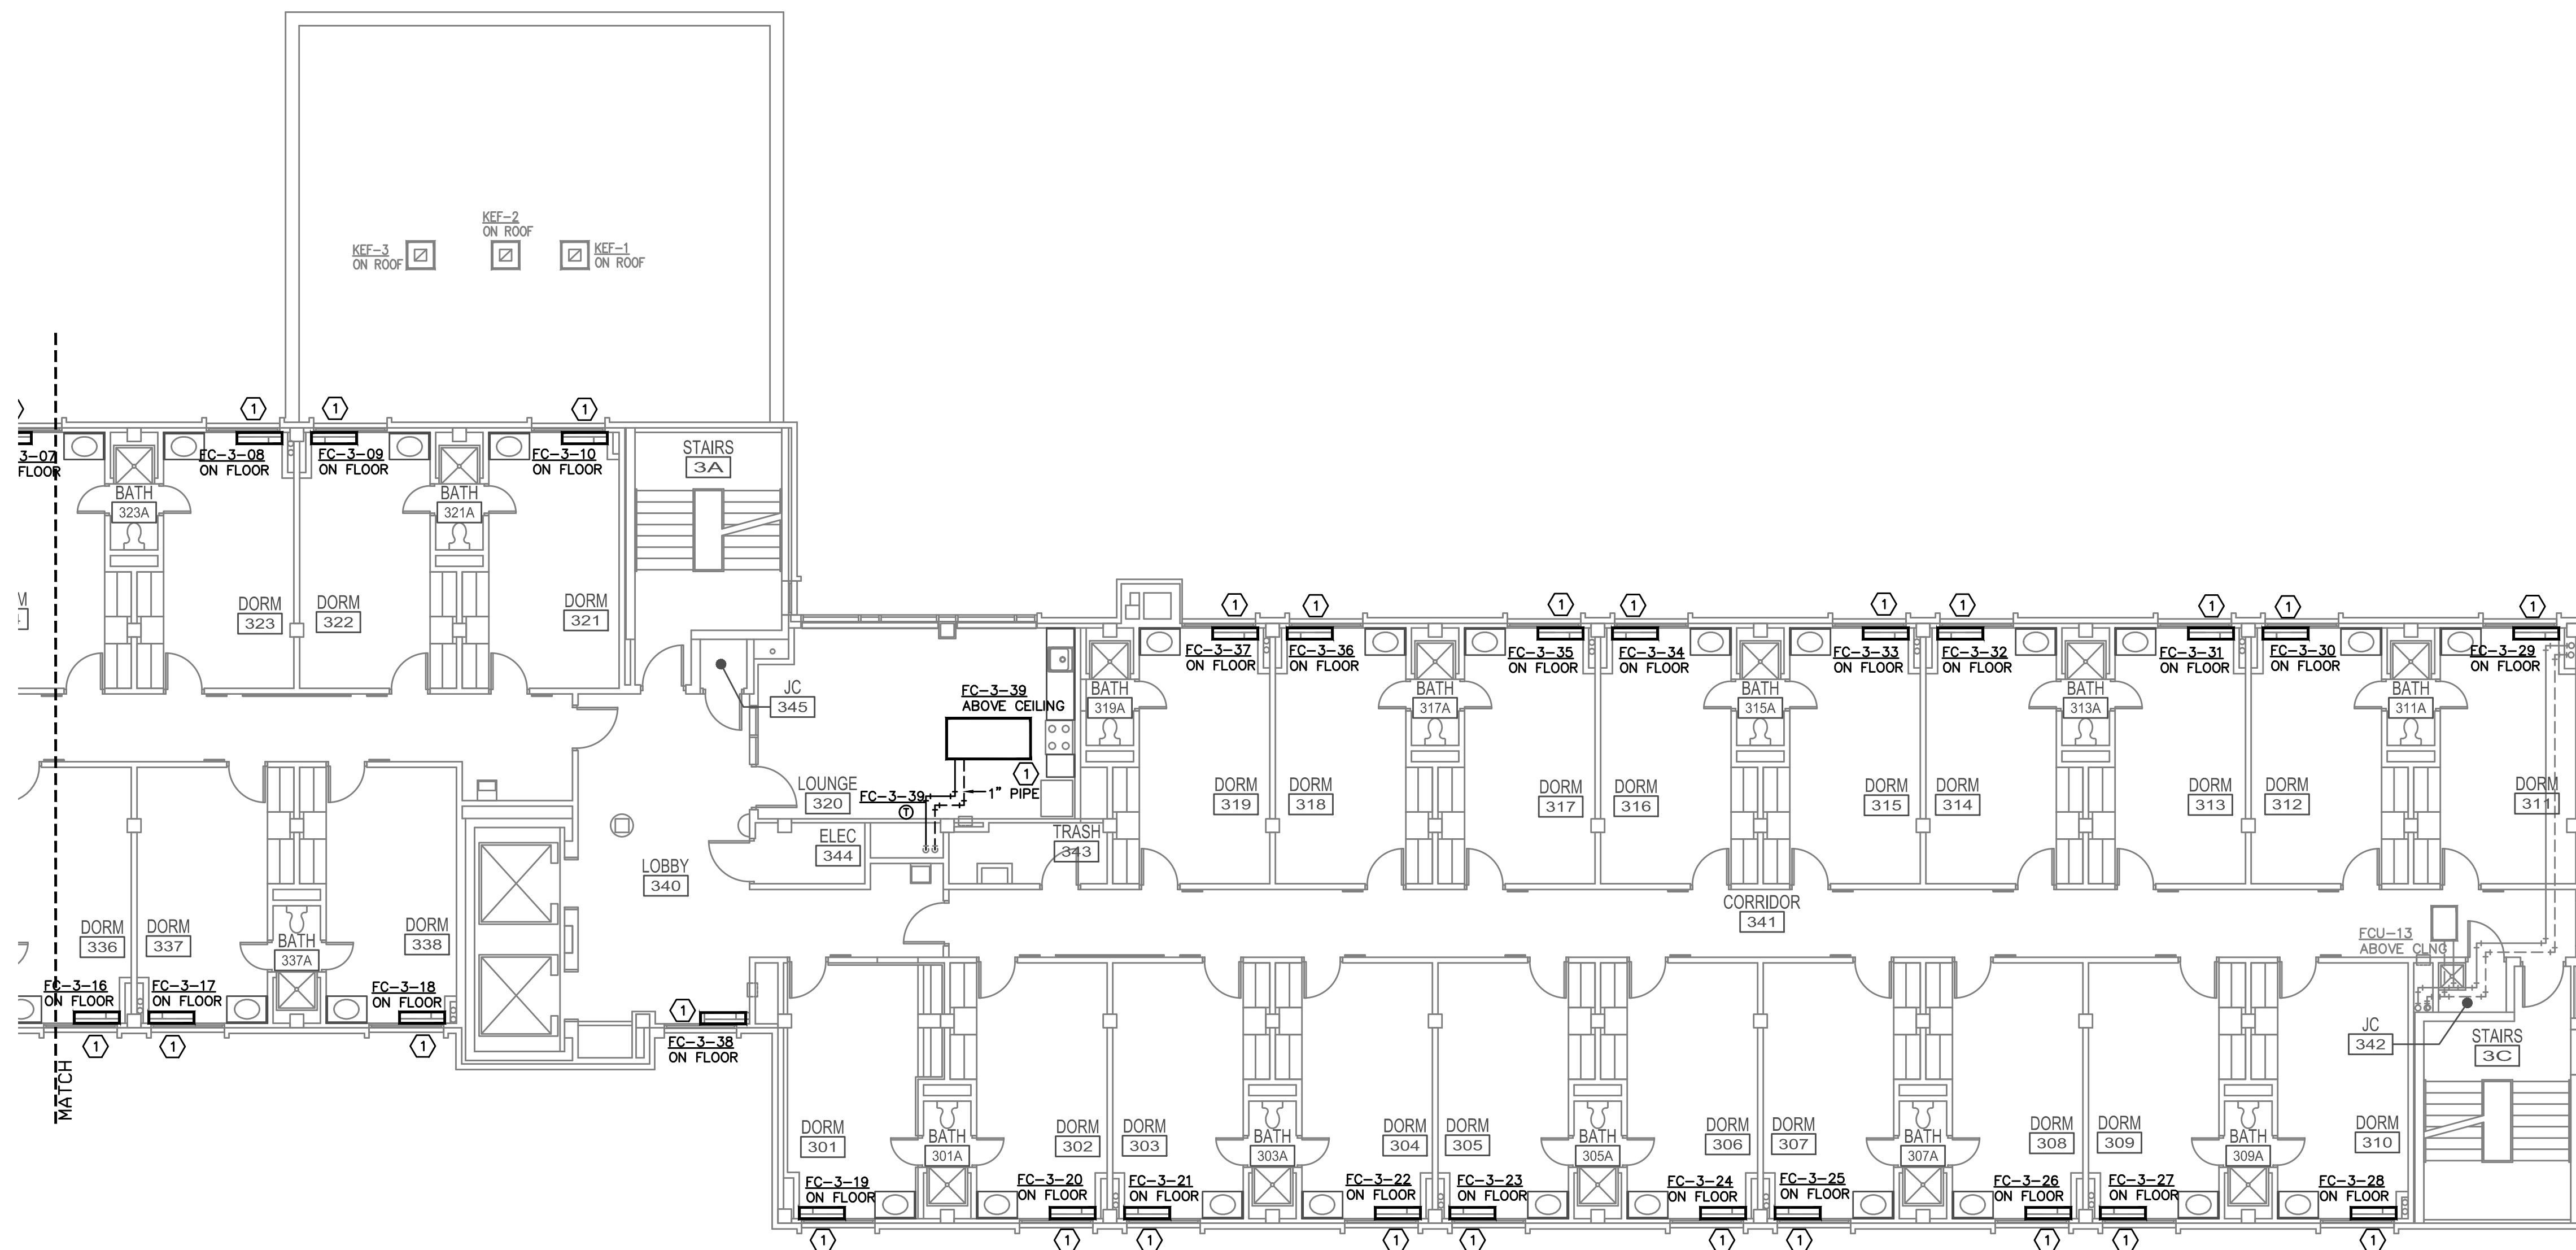 KEF-2
ON ROOF
KEF-3
ON ROOF
KEF-1
ON ROOF
1
1
1
3-07
FLOOR
FC-3-08
ON FLOOR
FC-3-09
ON FLOOR
FC-3-10
ON FLOOR
STAIRS
3A
BATH
323A
BATH
321A
DORM
323
DORM
322
DORM
321
1
1
1
1
1
1
1
1
1
FC-3-37
ON FLOOR
FC-3-36
ON FLOOR
FC-3-35
ON FLOOR
FC-3-34
ON FLOOR
FC-3-33
ON FLOOR
FC-3-32
ON FLOOR
FC-3-31
ON FLOOR
FC-3-30
ON FLOOR
FC-3-29
ON FLOOR
JC
345
FC-3-39
ABOVE CEILING
BATH
319A
BATH
317A
BATH
315A
BATH
313A
BATH
311A
1
1" PIPE
LOUNGE
320
FC-3-39
T
DORM
319
DORM
318
DORM
317
DORM
316
DORM
315
DORM
314
DORM
313
DORM
312
DORM
311
ELEC
344
TRASH
343
LOBBY
340
CORRIDOR
341
DORM
336
DORM
337
BATH
337A
DORM
338
FCU-13
ABOVE CLNG
FC-3-16
ON FLOOR
FC-3-17
ON FLOOR
FC-3-18
ON FLOOR
1
1
1
1
FC-3-38
ON FLOOR
JC
342
STAIRS
3C
MATCH
DORM
301
BATH
301A
DORM
302
DORM
303
BATH
303A
DORM
304
DORM
305
BATH
305A
DORM
306
DORM
307
BATH
307A
DORM
308
DORM
309
BATH
309A
DORM
310
FC-3-19
ON FLOOR
FC-3-20
ON FLOOR
FC-3-21
ON FLOOR
FC-3-22
ON FLOOR
FC-3-23
ON FLOOR
FC-3-24
ON FLOOR
FC-3-25
ON FLOOR
FC-3-26
ON FLOOR
FC-3-27
ON FLOOR
FC-3-28
ON FLOOR
1
1
1
1
1
1
1
1
1
1